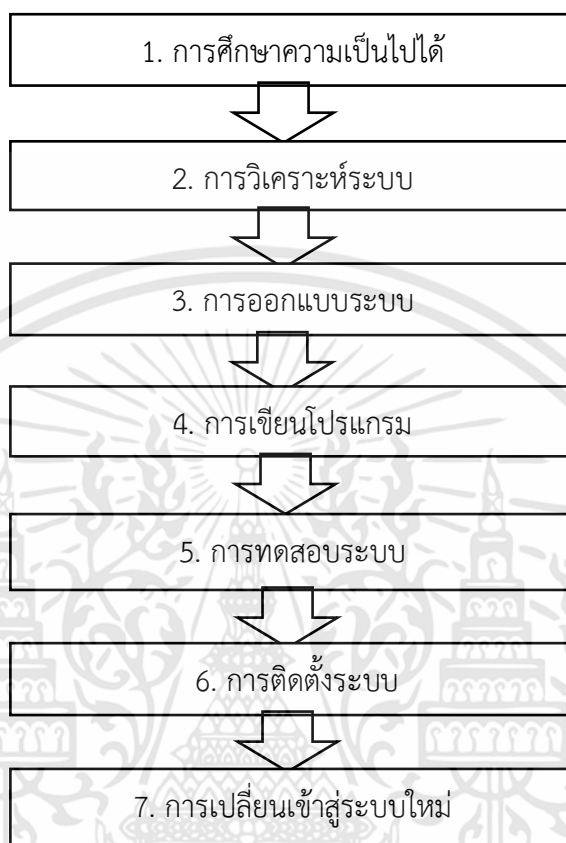 1. การศึกษาความเป็นไปได้
2. การวิเคราะห์ระบบ
3. การออกแบบระบบ
4. การเขียนโปรแกรม
5. การทดสอบระบบ
6. การติดตั้งระบบ
7. การเปลี่ยนเข้าสู่ระบบใหม่